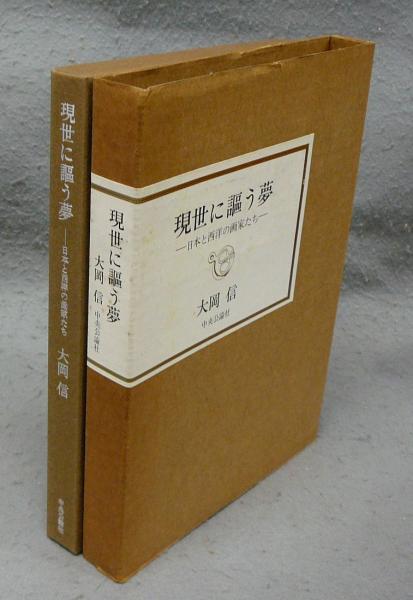 現世に謳う夢
―日本と西洋の画家たち
大岡 信
中央公論社
現世に謳う夢
大岡 信
中央公論社
現世に謳う夢
―日本と西洋の画家たち―
大岡 信
中央公論社